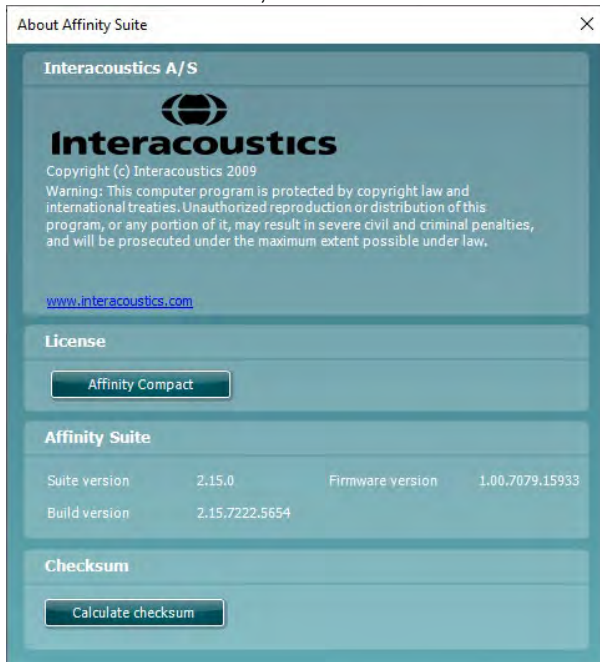 About Affinity Suite
Interacoustics A/S
Interacoustics
Copyright (c) Interacoustics 2009
Warning: This computer program is protected by copyright law and
international treaties. Unauthorized reproduction or distribution of this
program, or any portion of it, may result in severe civil and criminal penalties,
and will be prosecuted under the maximum extent possible under law.
www.interacoustics.com
License
Affinity Compact
Affinity Suite
Suite version 2.15.0 Firmware version 1.00.7079.15933
Build version 2.15.7222.5654
Checksum
Calculate checksum